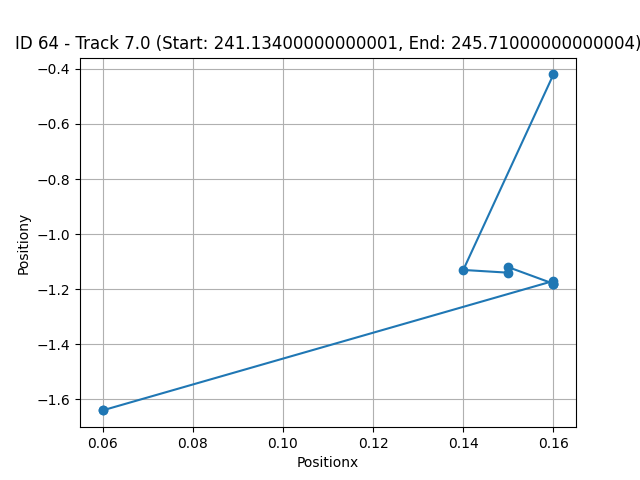 ID 64 - Track 7.0 (Start: 241.13400000000001, End: 245.71000000000004)
−0.4
−0.6
−0.8
−1.0
−1.2
−1.4
−1.6
Positiony
0.06 0.08 0.10 0.12 0.14 0.16
Positionx